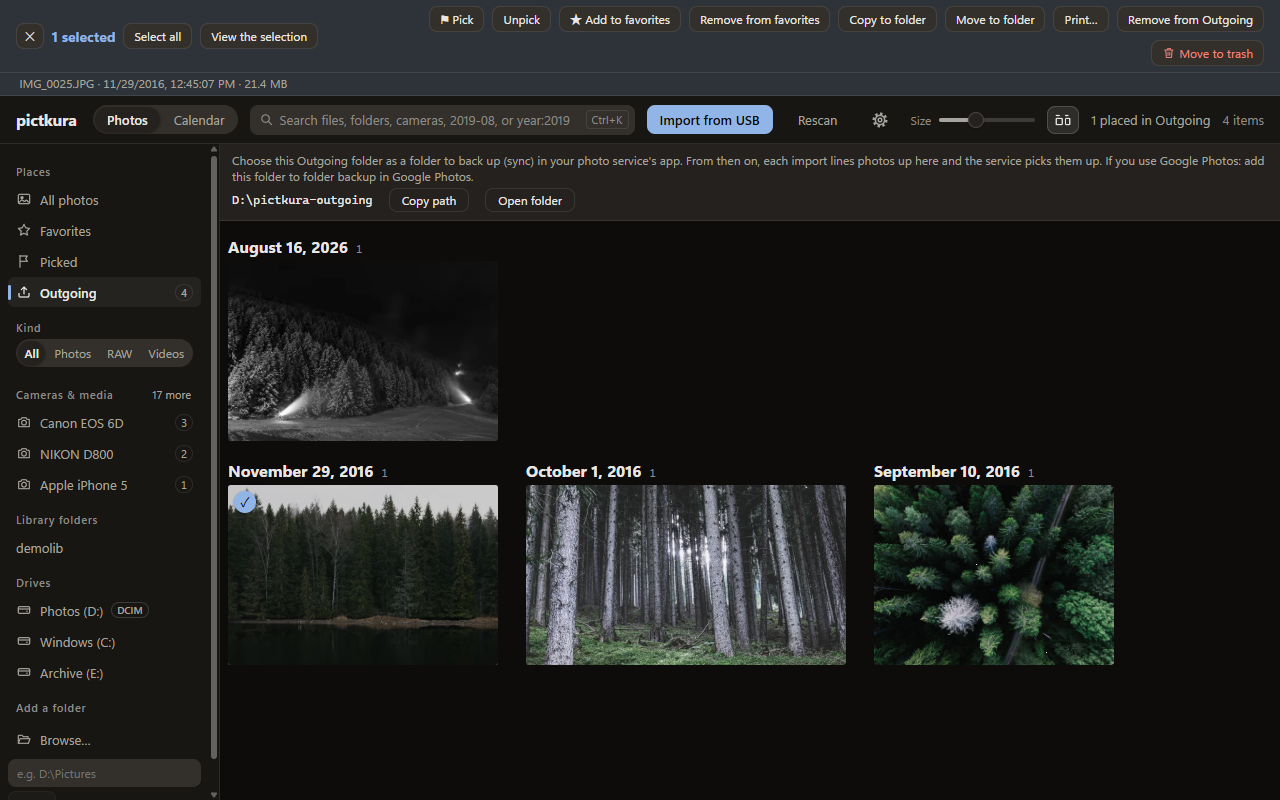 1 selected
Select all
View the selection
Pick
Unpick
Add to favorites
Remove from favorites
Copy to folder
Move to folder
Print...
Remove from Outgoing
Move to trash
IMG_0025.JPG · 11/29/2016, 12:45:07 PM · 21.4 MB
pictkura
Photos
Calendar
Search files, folders, cameras, 2019-08, or year:2019
Ctrl+K
Import from USB
Rescan
Size
1 placed in Outgoing
4 items
Places
All photos
Favorites
Picked
Outgoing
4
Kind
All
Photos
RAW
Videos
Cameras & media
17 more
Canon EOS 6D
3
NIKON D800
2
Apple iPhone 5
1
Library folders
demolib
Drives
Photos (D:)
DCIM
Windows (C:)
Archive (E:)
Add a folder
Browse...
e.g. D:\Pictures
Choose this Outgoing folder as a folder to back up (sync) in your photo service's app. From then on, each import lines photos up here and the service picks them up. If you use Google Photos: add
this folder to folder backup in Google Photos.
D:\pictkura-outgoing
Copy path
Open folder
August 16, 2026 1
November 29, 2016 1
October 1, 2016 1
September 10, 2016 1